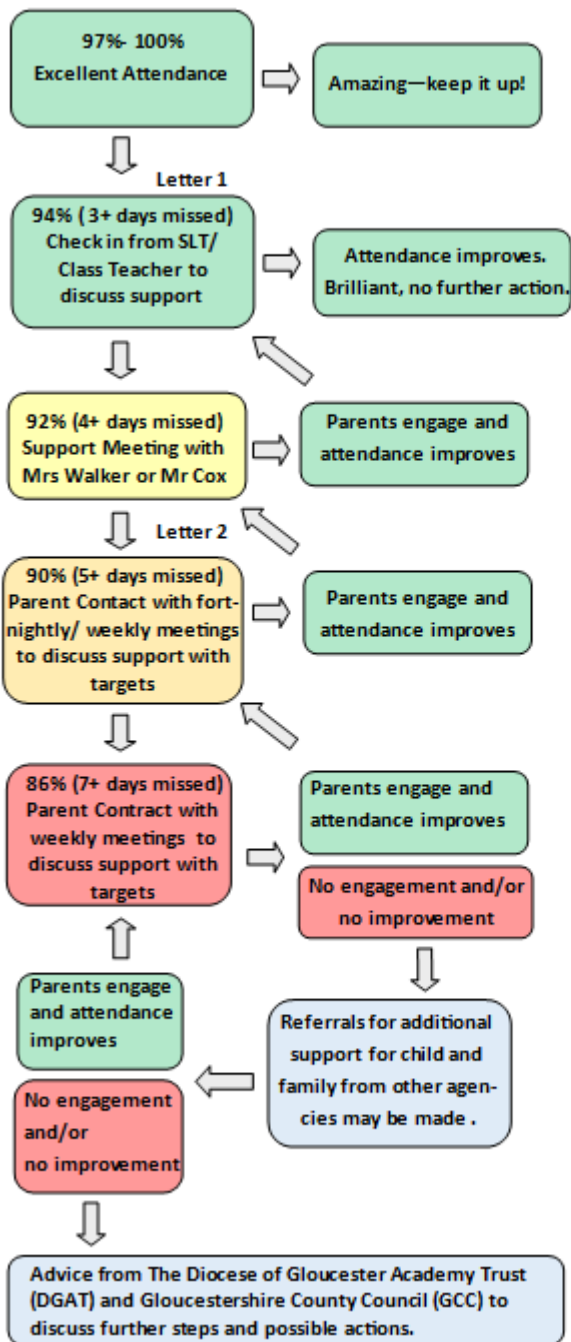 97%- 100%
Excellent Attendance
Amazing—keep it up!
Letter 1
94% ( 3+ days missed)
Check in from SLT/
Class Teacher to
discuss support
Attendance improves.
Brilliant, no further action.
92% (4+ days missed)
Support Meeting with
Mrs Walker or Mr Cox
Parents engage and
attendance improves
Letter 2
90% (5+ days missed)
Parent Contact with fort-
nightly/ weekly meetings
to discuss support with
targets
Parents engage and
attendance improves
86% (7+ days missed)
Parent Contract with
weekly meetings to
discuss support with
targets
Parents engage and
attendance improves
No engagement and/or
no improvement
Parents engage
and attendance
improves
No engagement
and/or
no improvement
Referrals for additional
support for child and
family from other agen-
cies may be made .
Advice from The Diocese of Gloucester Academy Trust
(DGAT) and Gloucestershire County Council (GCC) to
discuss further steps and possible actions.